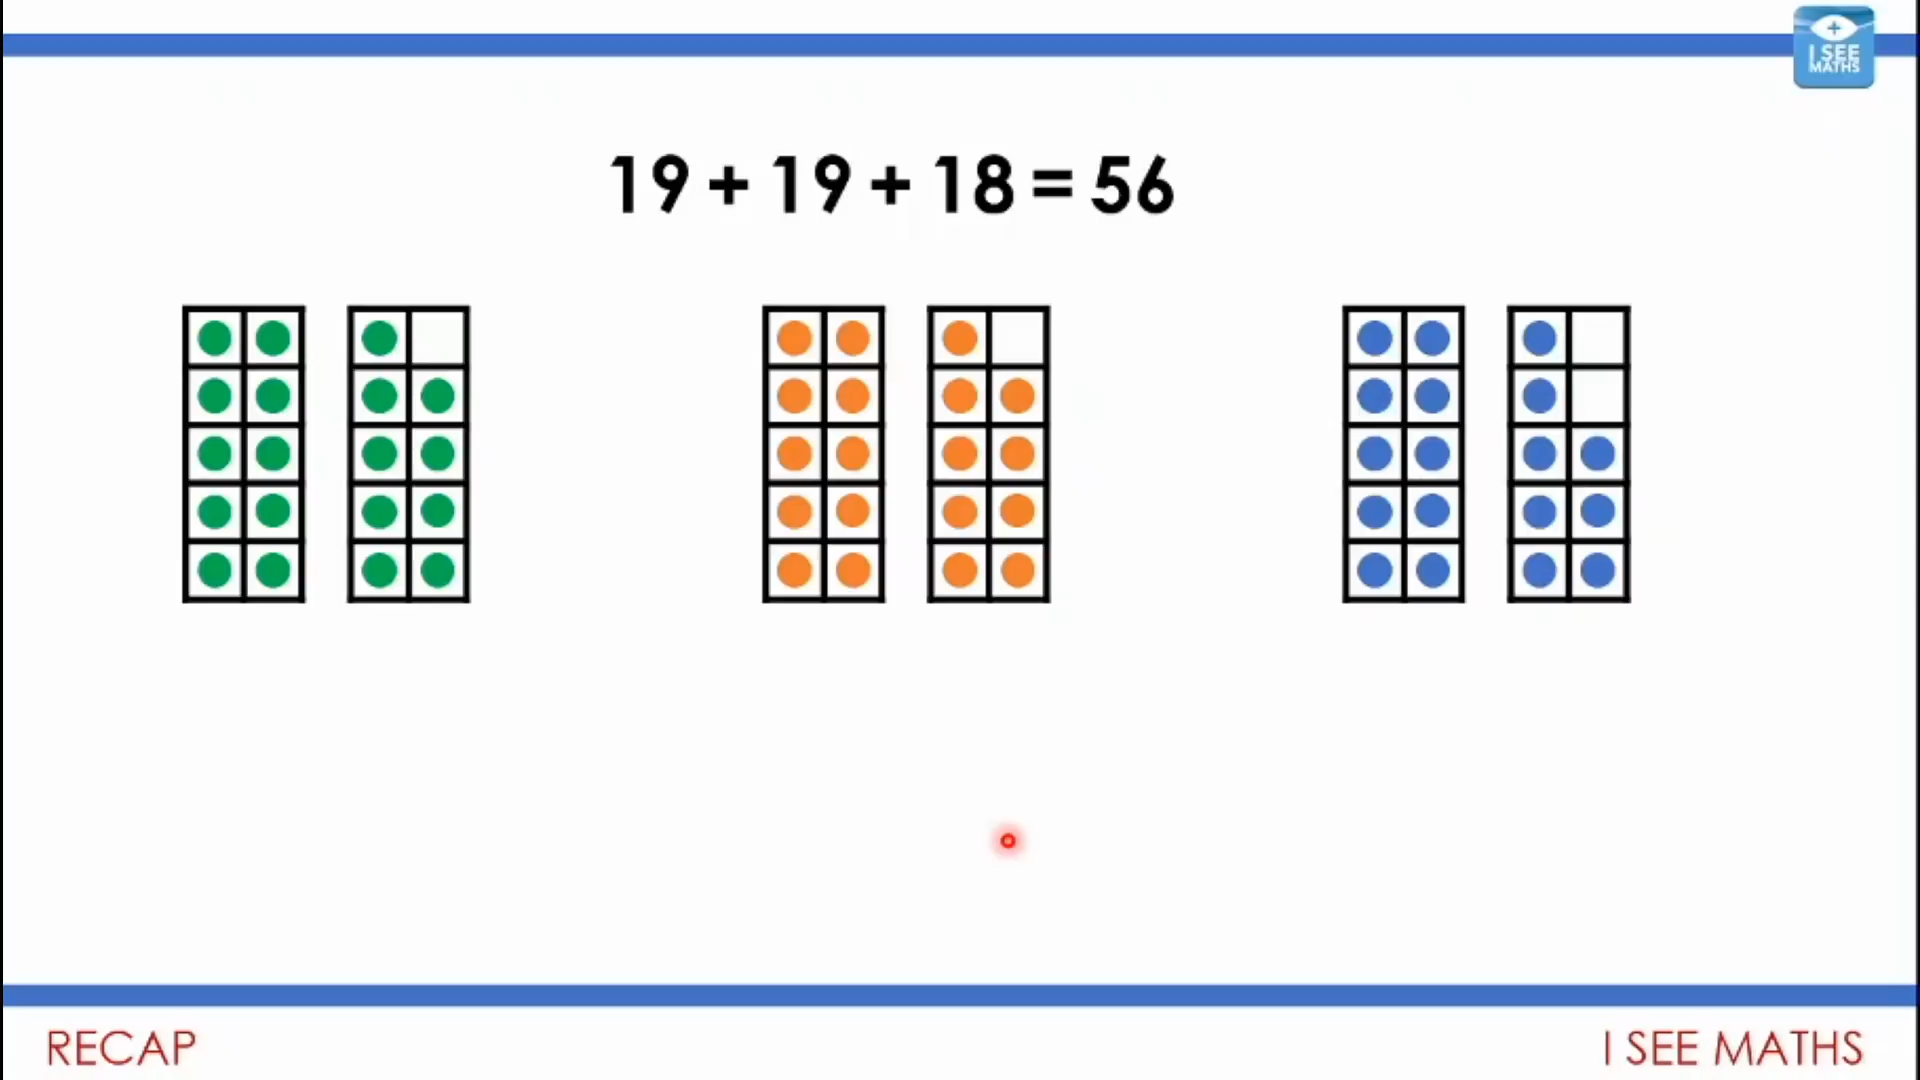 I SEE
MATHS
19 + 19 + 18 = 56
RECAP
I SEE MATHS